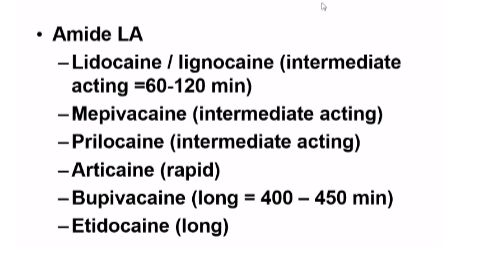 • Amide LA
–Lidocaine / lignocaine (intermediate
acting =60-120 min)
–Mepivacaine (intermediate acting)
–Prilocaine (intermediate acting)
–Articaine (rapid)
–Bupivacaine (long = 400 – 450 min)
–Etidocaine (long)